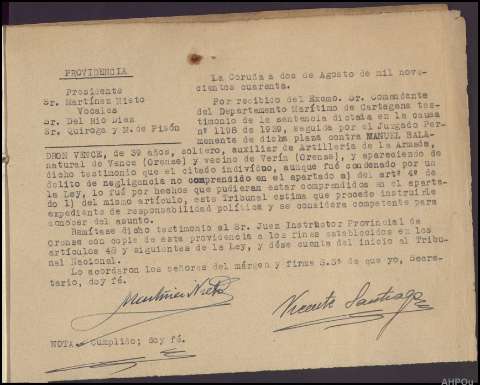 PROVIDENCIA
Presidente
Sr. Martínez Nieto
Vocales
Sr. Del Río Díaz
Sr. Quiroga y M. de Pisón
La Coruña a dos de Agosto de mil nove-
cientos cuarenta.
Por recibido del Excmo. Sr. Comandante
del Departamento Marítimo de Cartagena tes-
timonio de la sentencia dictada en la causa
nº 1198 de 1939, seguida por el Juzgado Per-
manente de dicha plaza contra MANUEL BALA-
DRON VENCE, de 39 años, soltero, auxiliar de Artillería de la Armada,
natural de Vence (Orense) y vecino de Verín (Orense), y apareciendo de
dicho testimonio que el citado individuo, aunque fué condenado por un
delito de negligancia no comprendido en el apartado a) del artº 4º de
la Ley, lo fué por hechos que pudieran estar comprendidos en el aparta-
do l) del mismo artículo, este Tribunal estima que procede instruirle
expediente de responsabilidad política y se considera competente para
conocer del asunto.
Remítase dicho testimonio al Sr. Juez Instructor Provincial de
Orense con copia de esta providencia a los fines establecidos en los
artículos 46 y siguientes de la Ley, y dése cuenta del inicio al Tribu-
nal Nacional.
Lo acordaron los señores del márgen y firma S.Sª de que yo, Secre-
tario, doy fé.
Martínez Nieto
Vicente Santiago
NOTA Cumplido; doy fé.
AHPOu